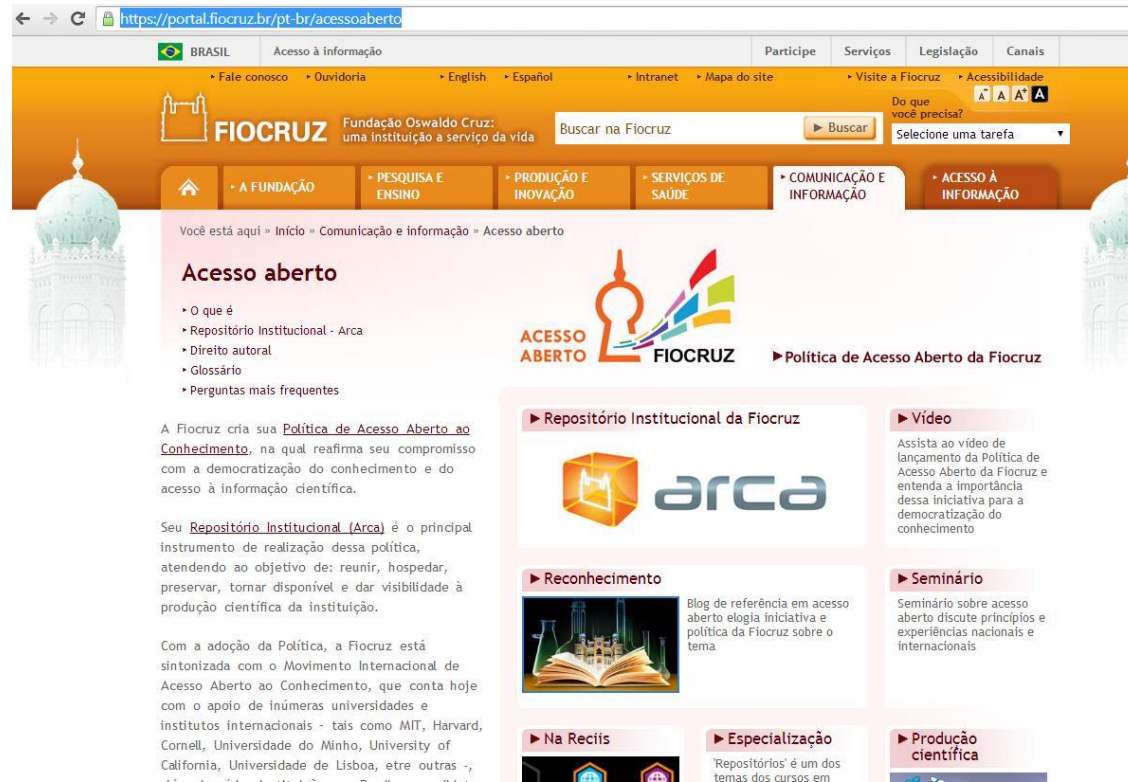 https://portal.fiocruz.br/pt-br/acessoaberto
BRASIL
Acesso à informação
Participe
Serviços
Legislação
Canais
Fale conosco
Ouvidoria
English
Español
Intranet
Mapa do site
Visite a Fiocruz
Acessibilidade
A- A A+ A
FIOCRUZ
Fundação Oswaldo Cruz:
uma instituição a serviço da vida
Buscar na Fiocruz
Buscar
Do que
você precisa?
Selecione uma tarefa
A FUNDAÇÃO
PESQUISA E
ENSINO
PRODUÇÃO E
INOVAÇÃO
SERVIÇOS DE
SAÚDE
COMUNICAÇÃO E
INFORMAÇÃO
ACESSO À
INFORMAÇÃO
Você está aqui » Início » Comunicação e informação » Acesso aberto
Acesso aberto
O que é
Repositório Institucional - Arca
Direito autoral
Glossário
Perguntas mais frequentes
A Fiocruz cria sua Política de Acesso Aberto ao
Conhecimento, na qual reafirma seu compromisso
com a democratização do conhecimento e do
acesso à informação científica.
Seu Repositório Institucional (Arca) é o principal
instrumento de realização dessa política,
atendendo ao objetivo de: reunir, hospedar,
preservar, tornar disponível e dar visibilidade à
produção científica da instituição.
Com a adoção da Política, a Fiocruz está
sintonizada com o Movimento Internacional de
Acesso Aberto ao Conhecimento, que conta hoje
com o apoio de inúmeras universidades e
institutos internacionais - tais como MIT, Harvard,
Cornell, Universidade do Minho, University of
California, Universidade de Lisboa, etre outras -,
ACESSO
ABERTO
FIOCRUZ
Política de Acesso Aberto da Fiocruz
Repositório Institucional da Fiocruz
arca
Vídeo
Assista ao vídeo de
lançamento da Política de
Acesso Aberto da Fiocruz e
entenda a importância
dessa iniciativa para a
democratização do
conhecimento
Reconhecimento
Blog de referência em acesso
aberto elogia iniciativa e
política da Fiocruz sobre o
tema
Seminário
Seminário sobre acesso
aberto discute princípios e
experiências nacionais e
internacionais
Na Reciis
Especialização
'Repositórios' é um dos
temas dos cursos em
Produção
científica